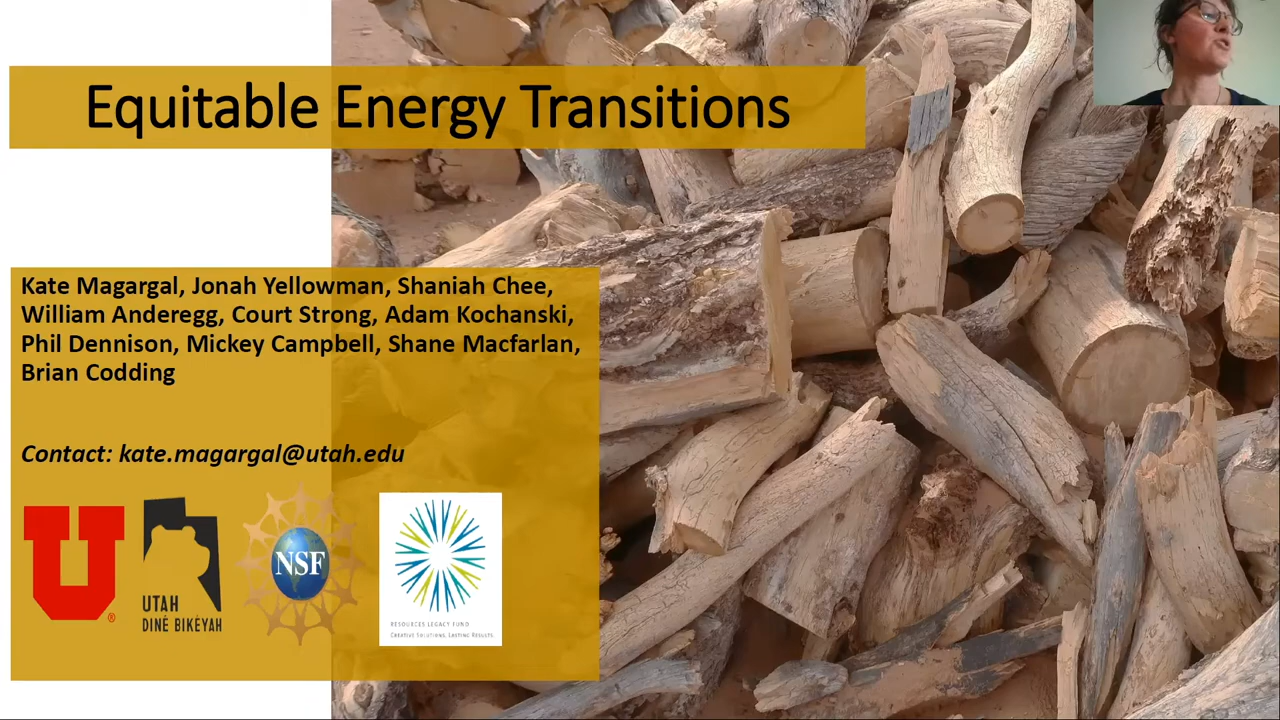 Equitable Energy Transitions
Kate Magargal, Jonah Yellowman, Shaniah Chee,
William Anderegg, Court Strong, Adam Kochanski,
Phil Dennison, Mickey Campbell, Shane Macfarlan,
Brian Codding
Contact: kate.magargal@utah.edu
U®
UTAH
DINÉ BIKÉYAH
NSF
RESOURCES LEGACY FUND
CREATIVE SOLUTIONS. LASTING RESULTS.